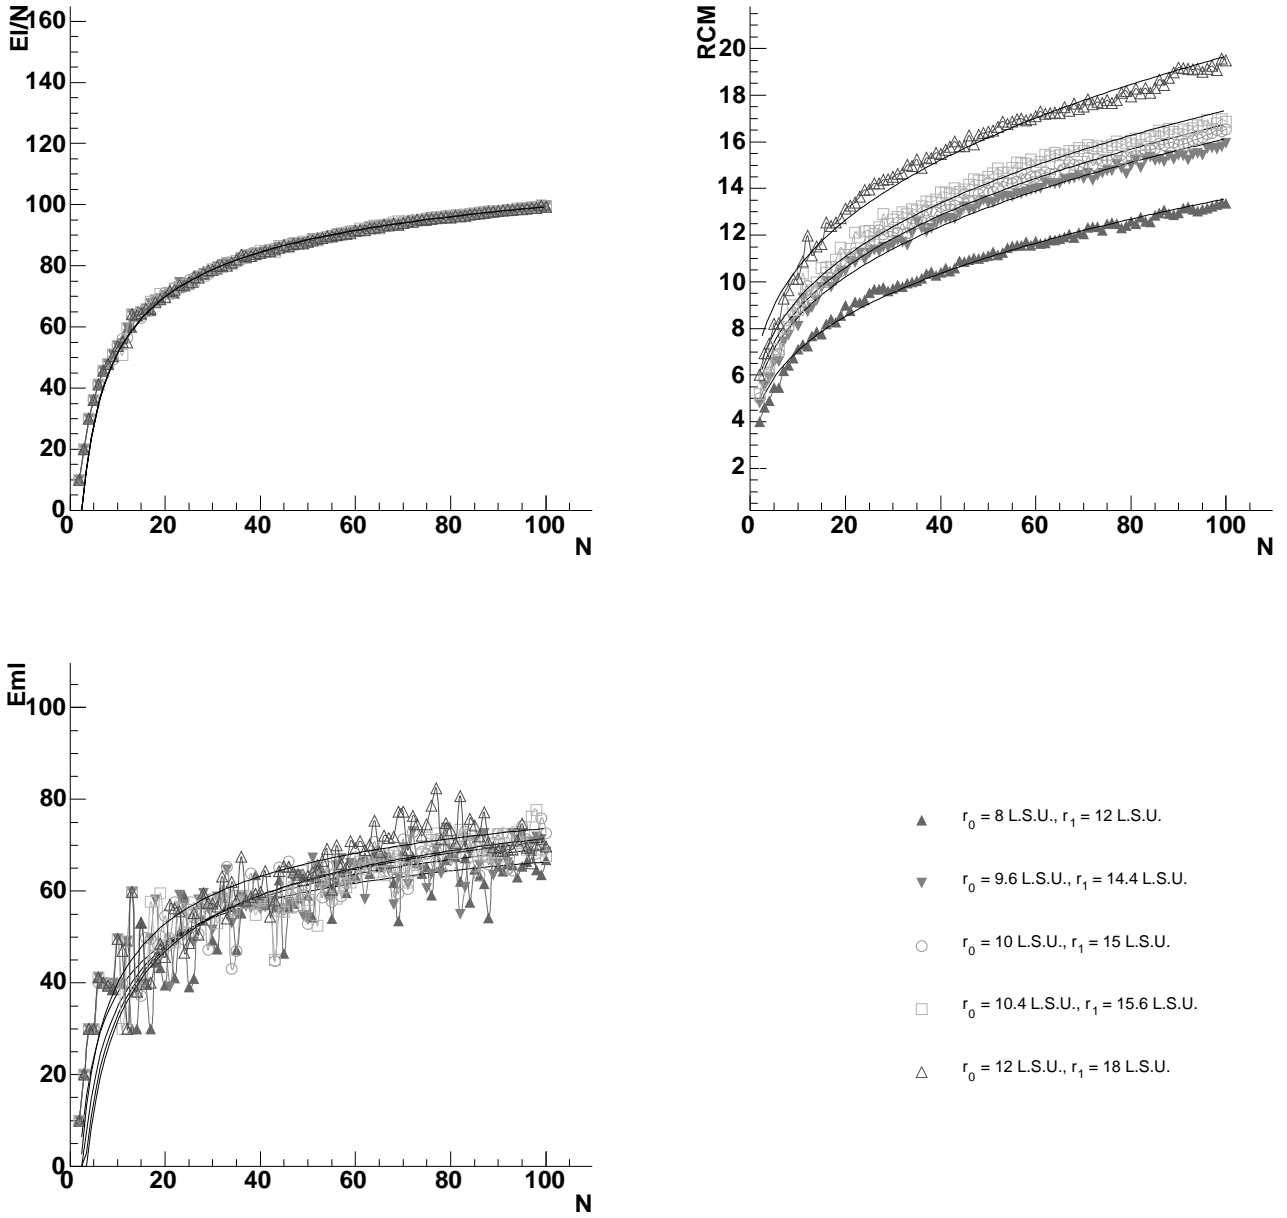 EI/N
160
140
120
100
80
60
40
20
0
0 20 40 60 80 100
N
RCM
20
18
16
14
12
10
8
6
4
2
0 20 40 60 80 100
N
EmI
100
80
60
40
20
0
0 20 40 60 80 100
N
r0 = 8 L.S.U., r1 = 12 L.S.U.
r0 = 9.6 L.S.U., r1 = 14.4 L.S.U.
r0 = 10 L.S.U., r1 = 15 L.S.U.
r0 = 10.4 L.S.U., r1 = 15.6 L.S.U.
r0 = 12 L.S.U., r1 = 18 L.S.U.